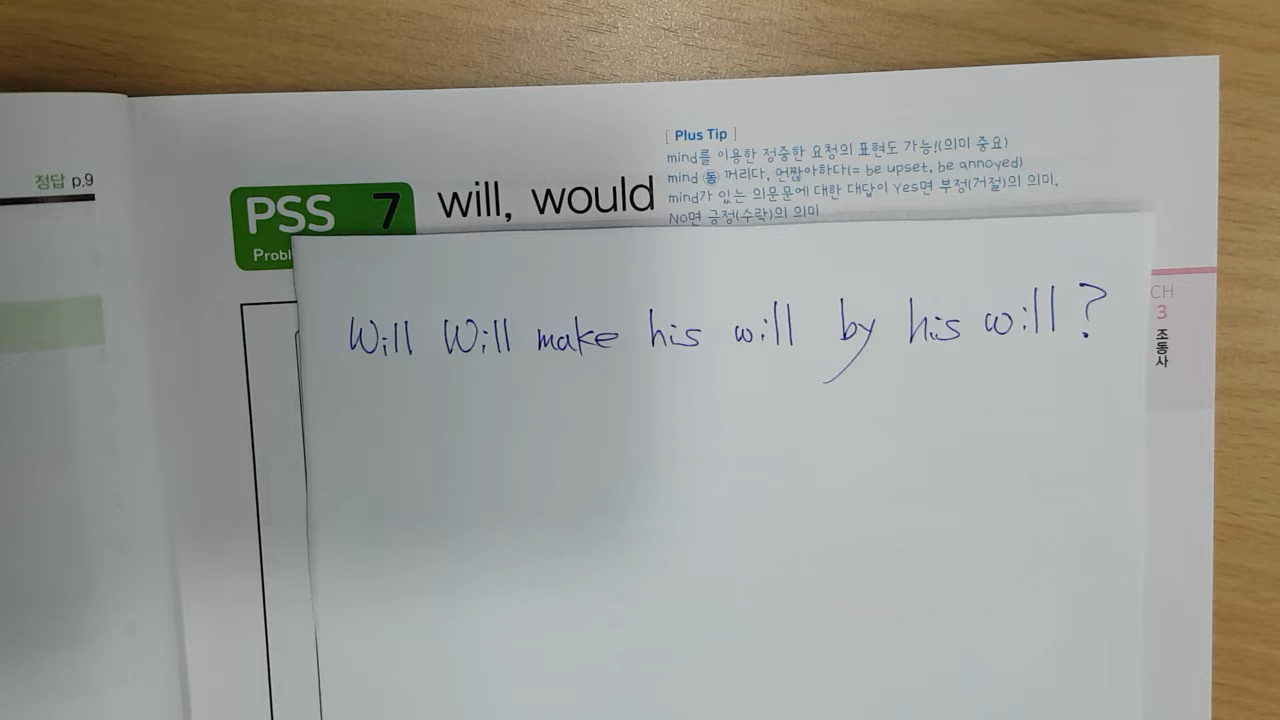 정답 p.9
PSS 7 will, would
Probl
[ Plus Tip ]
mind를 이용한 정중한 요청의 표현도 가능!(의미 중요)
mind 동 꺼리다, 언짢아하다(= be upset, be annoyed)
mind가 있는 의문문에 대한 대답이 Yes면 부정(거절)의 의미,
No면 긍정(수락)의 의미
Will Will make his will by his will?
CH
3
조동사